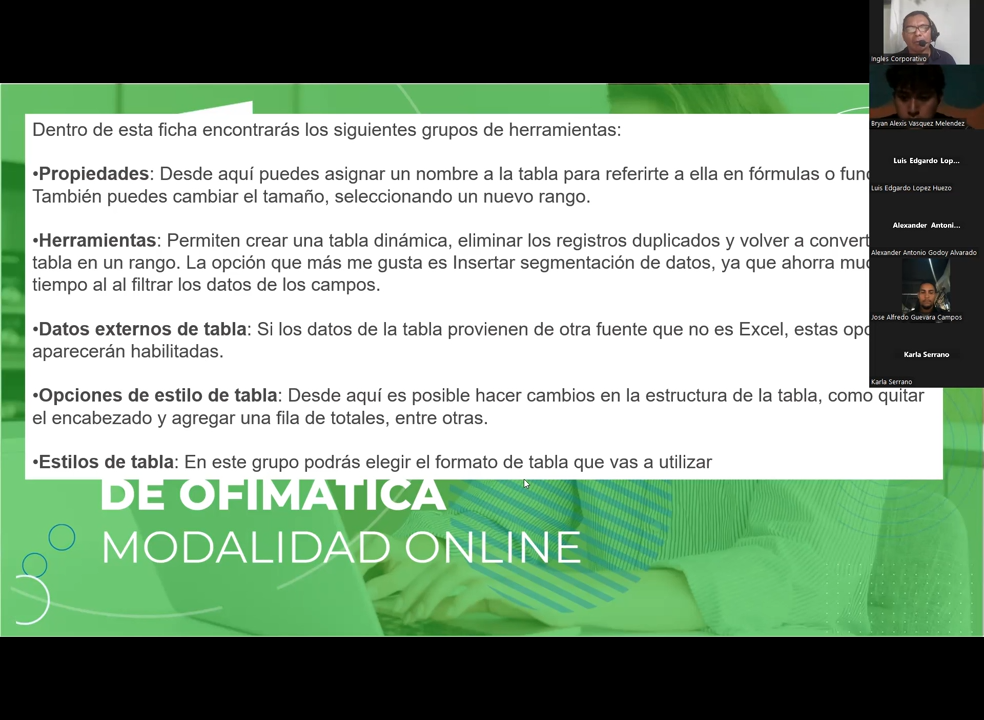 Dentro de esta ficha encontrarás los siguientes grupos de herramientas:
•Propiedades: Desde aquí puedes asignar un nombre a la tabla para referirte a ella en fórmulas o
También puedes cambiar el tamaño, seleccionando un nuevo rango.
•Herramientas: Permiten crear una tabla dinámica, eliminar los registros duplicados y volver a
tabla en un rango. La opción que más me gusta es Insertar segmentación de datos, ya que ahorra
tiempo al al filtrar los datos de los campos.
•Datos externos de tabla: Si los datos de la tabla provienen de otra fuente que no es Excel, estas
aparecerán habilitadas.
•Opciones de estilo de tabla: Desde aquí es posible hacer cambios en la estructura de la tabla, como quitar
el encabezado y agregar una fila de totales, entre otras.
•Estilos de tabla: En este grupo podrás elegir el formato de tabla que vas a utilizar
DE OFIMATICA
MODALIDAD ONLINE
Ingles Corporativo
Bryan Alexis Vasquez Melendez
Luis Edgardo Lop...
Luis Edgardo Lopez Huezo
Alexander Antoni...
Alexander Antonio Godoy Alvarado
Jose Alfredo Guevara Campos
Karla Serrano
Karla Serrano